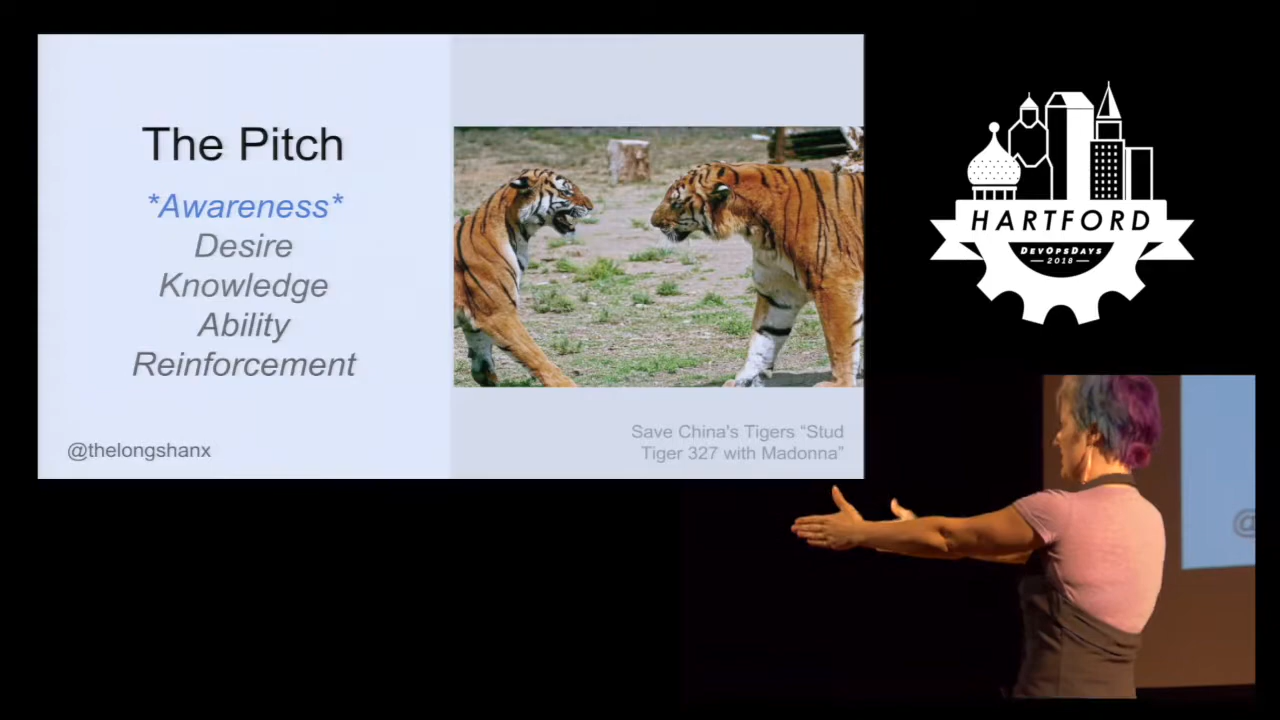 The Pitch
*Awareness*
Desire
Knowledge
Ability
Reinforcement
@thelongshanx
Save China's Tigers “Stud
Tiger 327 with Madonna”
HARTFORD
DEVOPSDAYS
2018
@